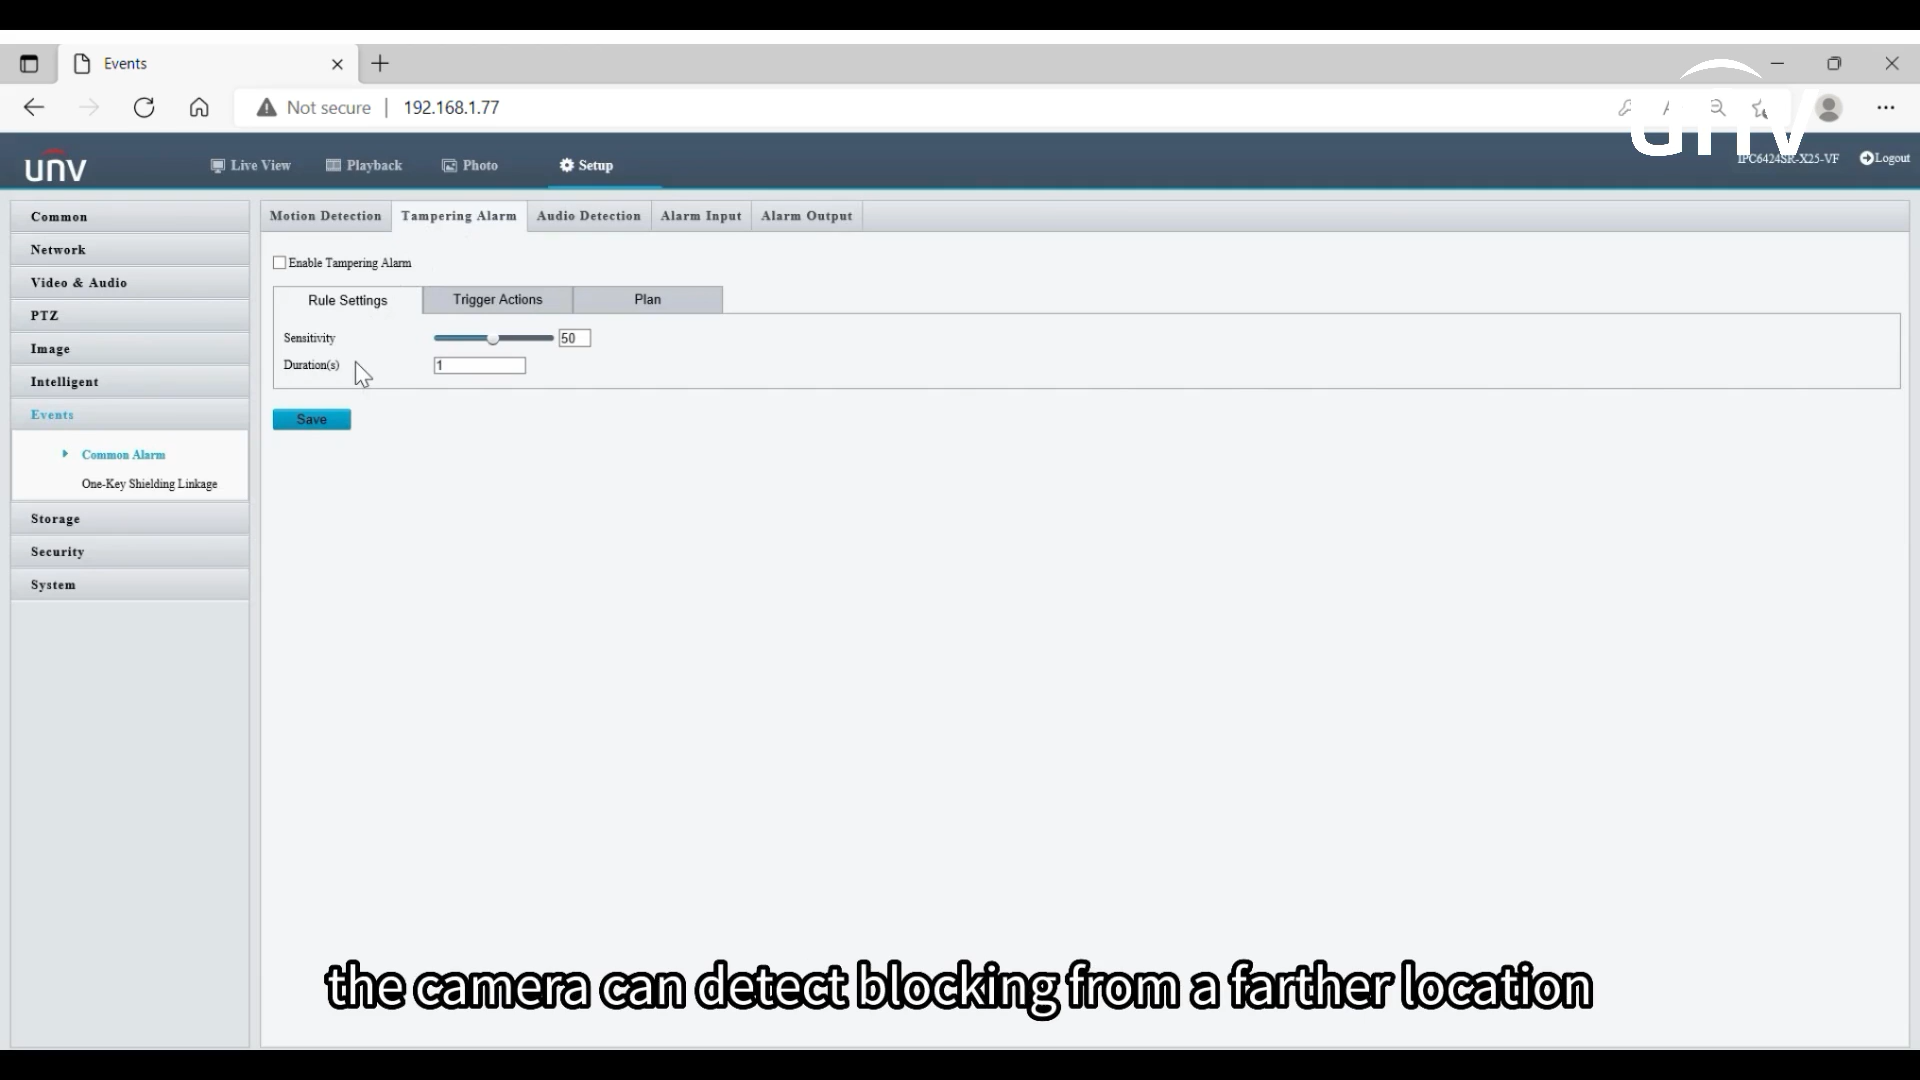 Events
Not secure | 192.168.1.77
unv
unv Live View Playback Photo Setup IPC6424SR-X25-VF Logout
Common
Network
Video & Audio
PTZ
Image
Intelligent
Events
Common Alarm
One-Key Shielding Linkage
Storage
Security
System
Motion Detection Tampering Alarm Audio Detection Alarm Input Alarm Output
Enable Tampering Alarm
Rule Settings Trigger Actions Plan
Sensitivity 50
Duration(s) 1
Save
the camera can detect blocking from a farther location